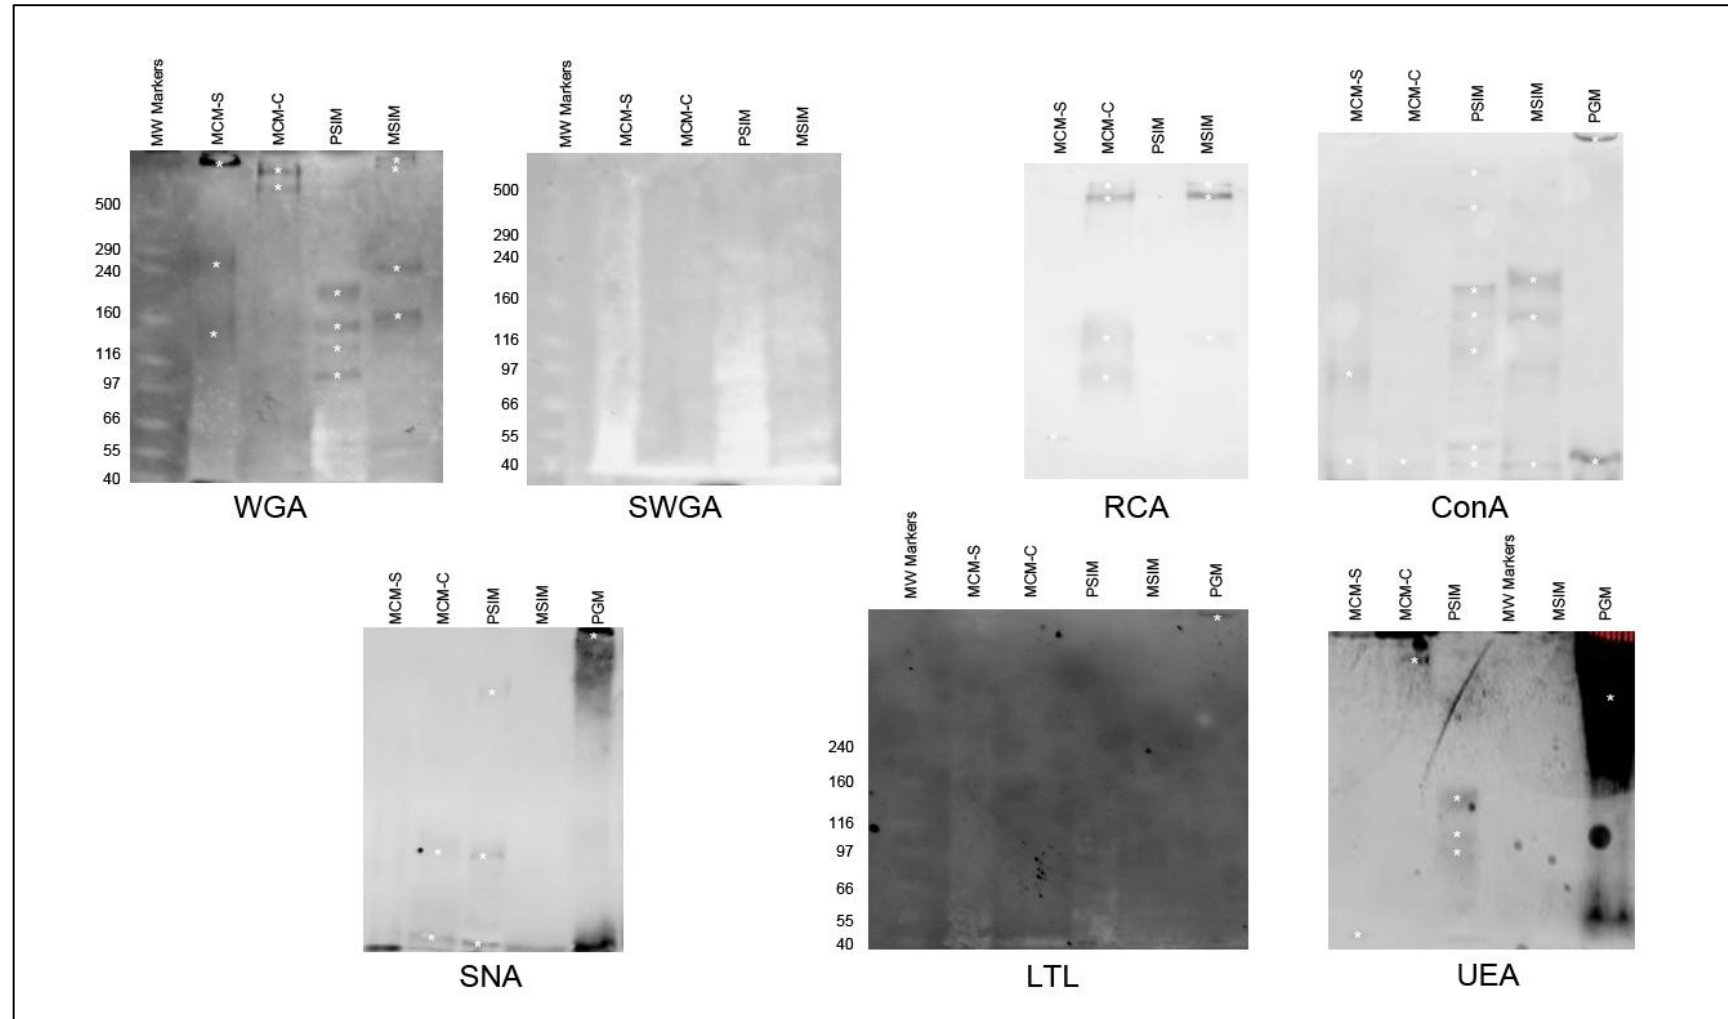 MW Markers
MCM-S
MCM-C
PSIM
MSIM
500
290
240
160
116
97
66
55
40
WGA
MW Markers
MCM-S
MCM-C
PSIM
MSIM
500
290
240
160
116
97
66
55
40
SWGA
MCM-S
MCM-C
PSIM
MSIM
RCA
MCM-S
MCM-C
PSIM
MSIM
PGM
ConA
MCM-S
MCM-C
PSIM
MSIM
PGM
SNA
MW Markers
MCM-S
MCM-C
PSIM
MSIM
PGM
240
160
116
97
66
55
40
LTL
MCM-S
MCM-C
PSIM
MW Markers
MSIM
PGM
UEA